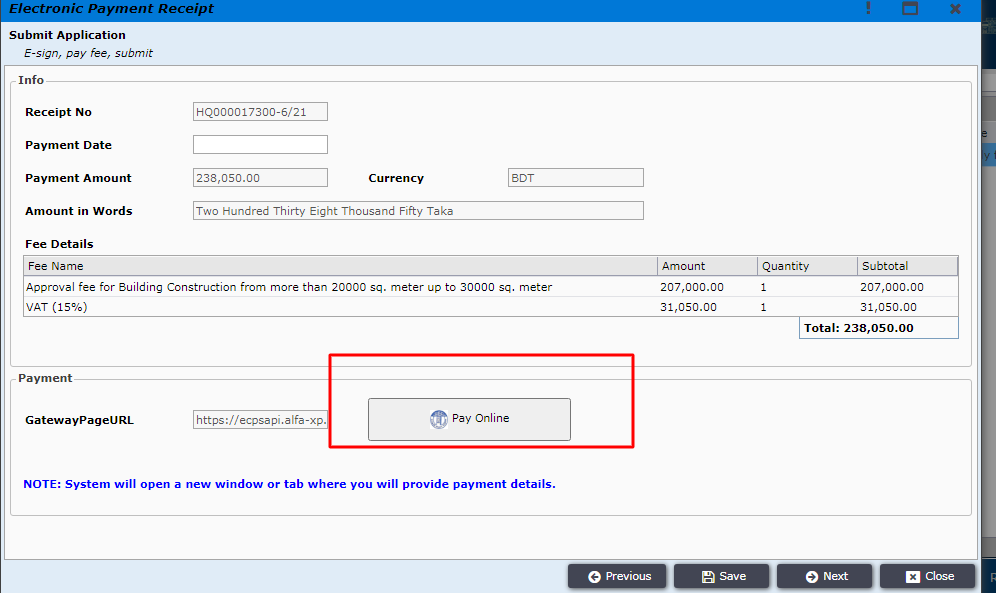 Electronic Payment Receipt
Submit Application
E-sign, pay fee, submit
Info
Receipt No HQ000017300-6/21
Payment Date
Payment Amount 238,050.00 Currency BDT
Amount in Words Two Hundred Thirty Eight Thousand Fifty Taka
Fee Details
Fee Name Amount Quantity Subtotal
Approval fee for Building Construction from more than 20000 sq. meter up to 30000 sq. meter 207,000.00 1 207,000.00
VAT (15%) 31,050.00 1 31,050.00
Total: 238,050.00
Payment
GatewayPageURL https://ecpsapi.alfa-xp. Pay Online
NOTE: System will open a new window or tab where you will provide payment details.
Previous Save Next Close